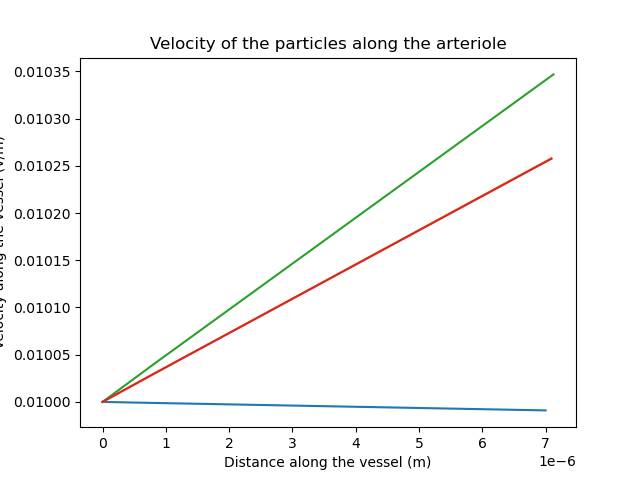 Velocity of the particles along the arteriole
0.01035
0.01030
0.01025
0.01020
0.01015
0.01010
0.01005
0.01000
along the vessel (v/m)
0 1 2 3 4 5 6 7
1e−6
Distance along the vessel (m)